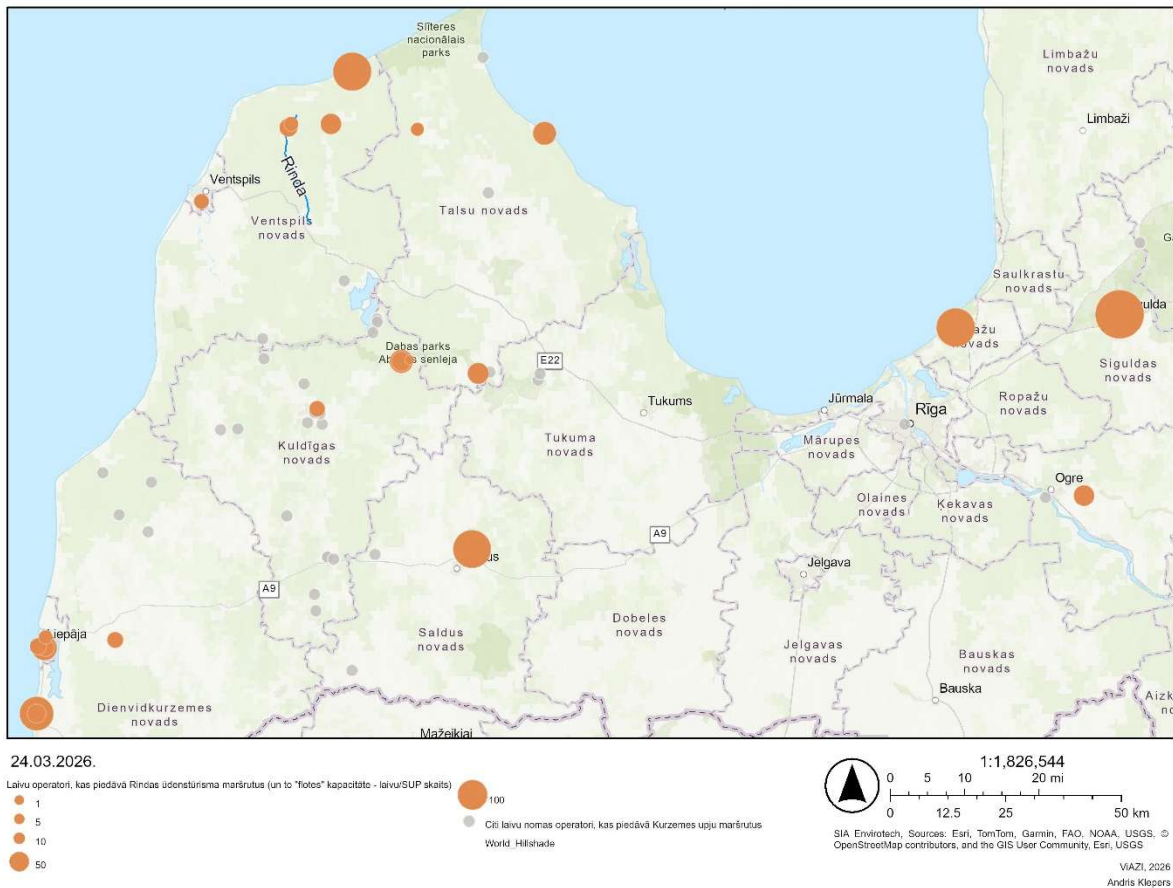 Slīteres
nacionālais
parks
Limbažu
novads
Limbaži
Rinda
Ventspils
Ventspils
novads
Talsu novads
Saulkrastu
novads
Siguldas
novads
Dabas parks
novads
E22
Tukums
Jūrmala
Rīga
Ropažu
novads
Kuldīgas
novads
Tukuma
novads
Mārupes
novads
Olaines
novads
Ķekavas
novads
Ogre
A9
Jelgava
A9
Liepāja
Saldus
novads
Dobeles
novads
Jelgavas
novads
Bauskas
novads
Bauska
Dienvidkurzemes
novads
Mažeikiai
24.03.2026.
Laivu operatori, kas piedāvā Rindas ūdenstūrisma maršrutus (un to "flotes" kapacitāte - laivu/SUP skaits)
1
5
10
50
100
Citi laivu nomas operatori, kas piedāvā Kurzemes upju maršrutus
World_Hillshade
1:1,826,544
0 5 10 20 mi
0 12.5 25 50 km
SIA Envirotech, Sources: Esri, TomTom, Garmin, FAO, NOAA, USGS, ©
OpenStreetMap contributors, and the GIS User Community, Esri, USGS
ViAZI, 2026
Andris Klepers